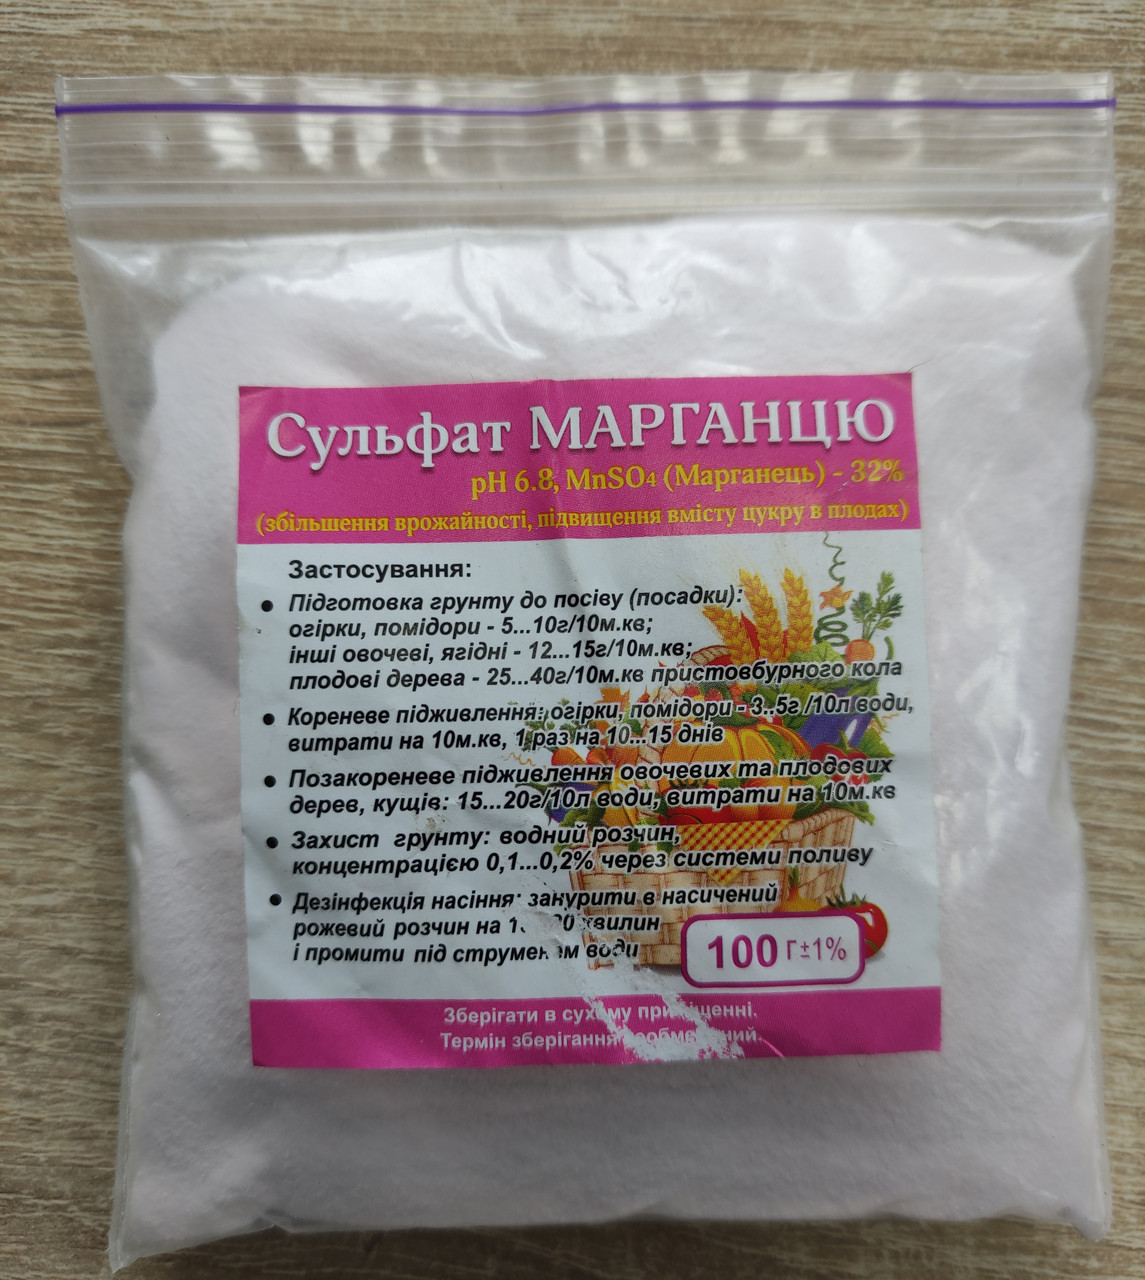 Сульфат МАРГАНЦЮ
pH 6.8, MnSO4 (Марганець) - 32%
(збільшення врожайності, підвищення вмісту цукру в плодах)
Застосування:
• Підготовка грунту до посіву (посадки):
огірки, помідори - 5...10г/10м.кв;
інші овочеві, ягідні - 12...15г/10м.кв;
плодові дерева - 25...40г/10м.кв пристовбурного кола
• Кореневе підживлення: огірки, помідори - 3..5г /10л води,
витрати на 10м.кв, 1 раз на 10...15 днів
• Позакореневе підживлення овочевих та плодових
дерев, кущів: 15...20г/10л води, витрати на 10м.кв
• Захист грунту: водний розчин,
концентрацією 0,1...0,2% через системи поливу
• Дезінфекція насіння: занурити в насичений
рожевий розчин на хвилин
і промити під струменем води
100 г±1%
Зберігати в сухому приміщенні.
Термін зберігання